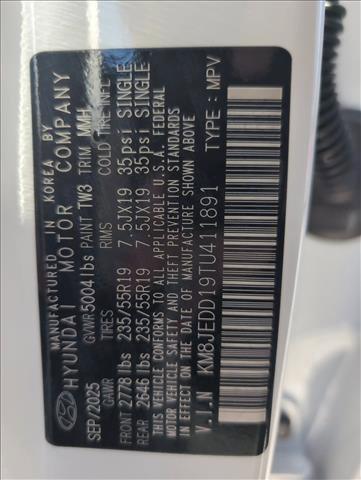 MANUFACTURED IN KOREA BY
HYUNDAI MOTOR COMPANY
SEP/2025 GVWR 5004 lbs PAINT TW3 TRIM MMH
GAWR TIRES RIMS COLD TIRE INFL
FRONT 2778 lbs 235/55R19 7.5JX19 35psi SINGLE
REAR 2646 lbs 235/55R19 7.5JX19 35psi SINGLE
THIS VEHICLE CONFORMS TO ALL APPLICABLE U.S.A. FEDERAL
MOTOR VEHICLE SAFETY, BUMPER, AND THEFT PREVENTION STANDARDS
IN EFFECT ON THE DATE OF MANUFACTURE SHOWN ABOVE.
V.I.N : KM8JEDD19TU411891 TYPE: MPV